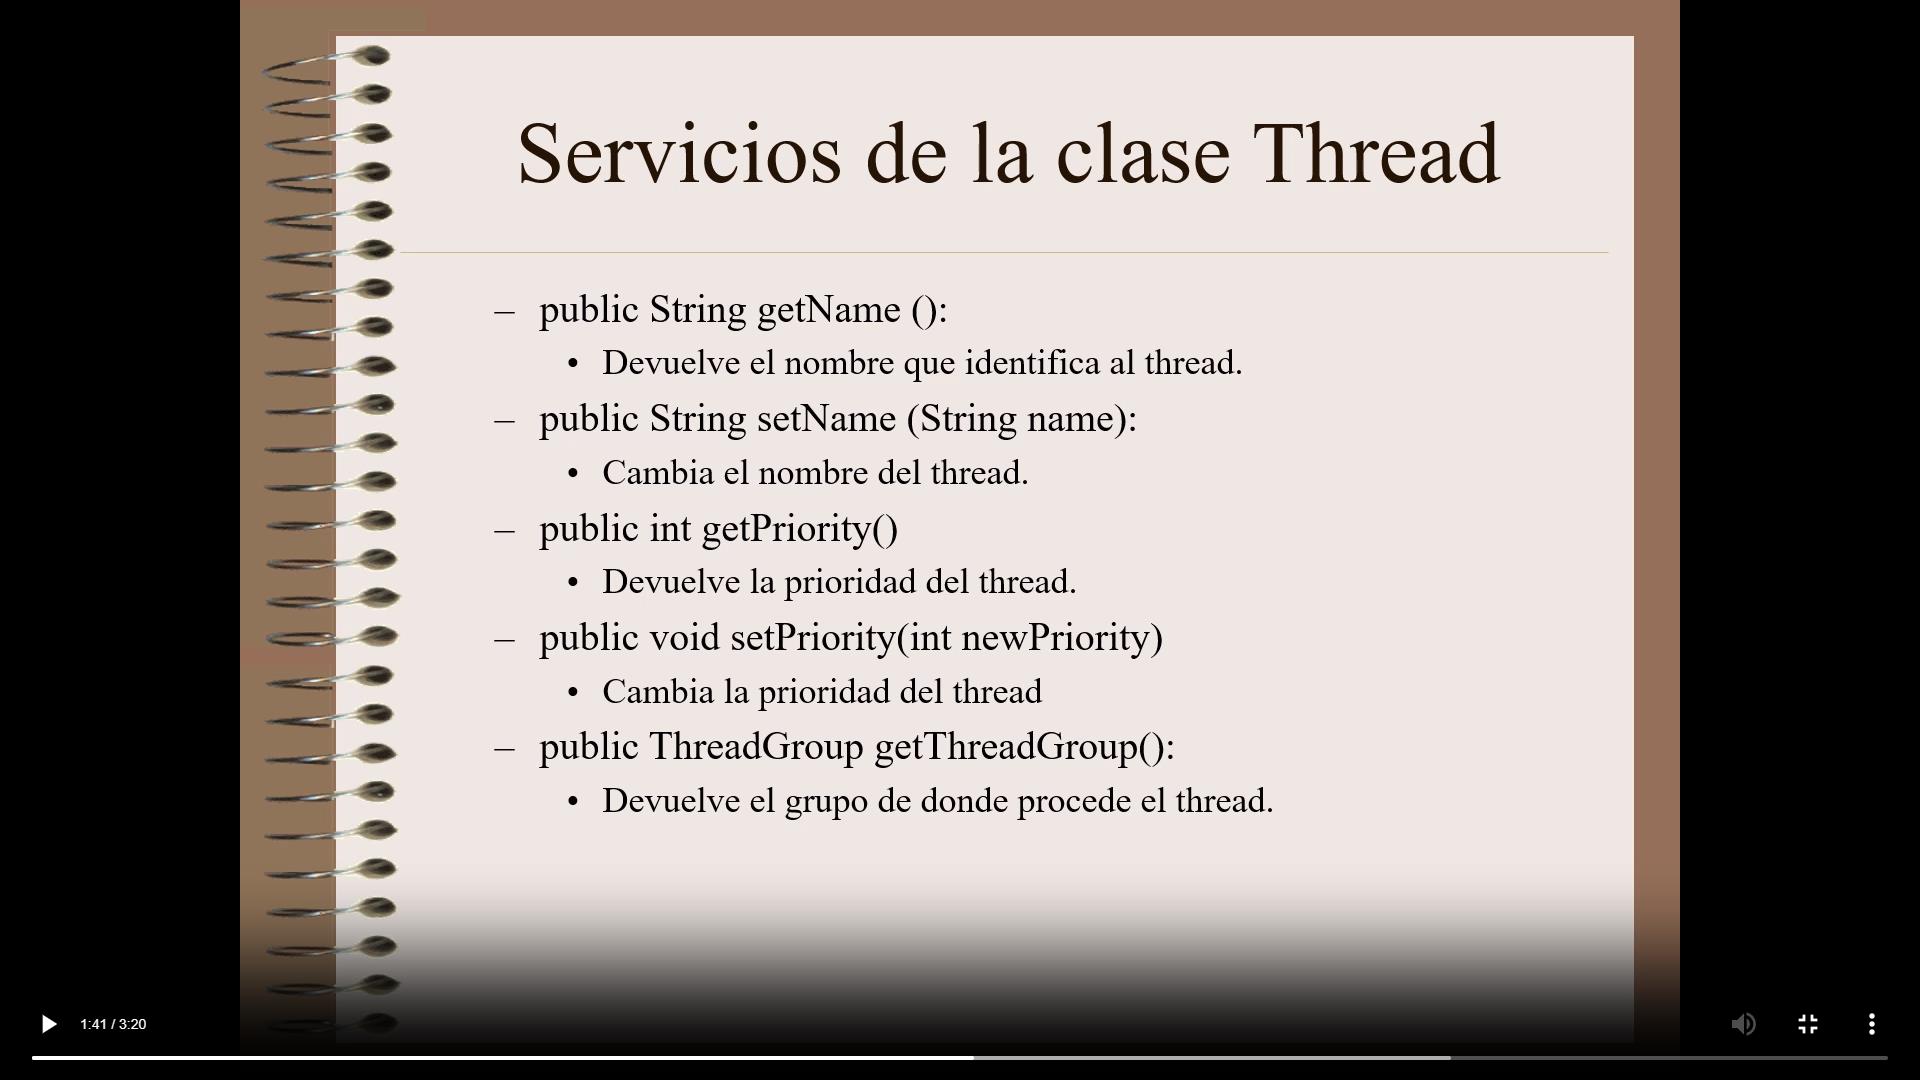 Servicios de la clase Thread
– public String getName ():
• Devuelve el nombre que identifica al thread.
– public String setName (String name):
• Cambia el nombre del thread.
– public int getPriority()
• Devuelve la prioridad del thread.
– public void setPriority(int newPriority)
• Cambia la prioridad del thread
– public ThreadGroup getThreadGroup():
• Devuelve el grupo de donde procede el thread.
1:41 / 3:20